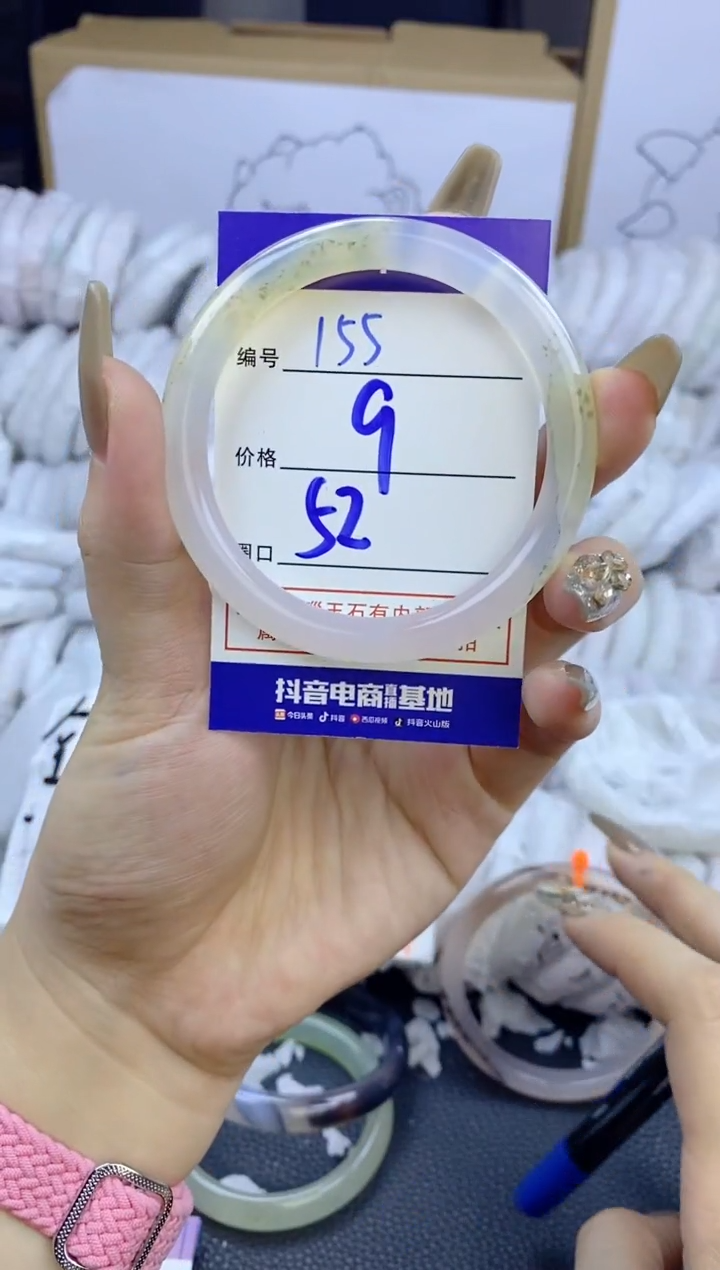 编号 155
价格 9
圈口 52
抖音电商直播基地
今日头条 抖音 西瓜视频 抖音火山版